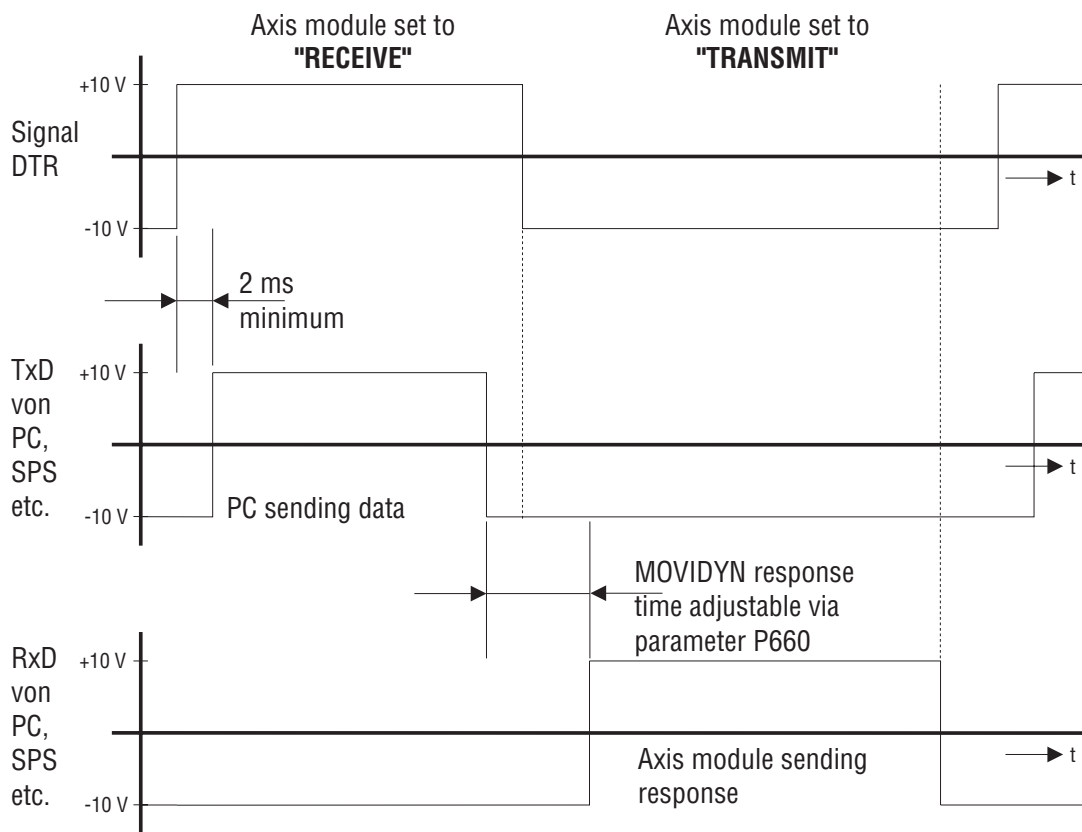 Axis module set to
"RECEIVE"
Axis module set to
"TRANSMIT"
+10 V
Signal
DTR
t
-10 V
2 ms
minimum
TxD
von
PC,
SPS
etc.
+10 V
t
-10 V
PC sending data
MOVIDYN response
time adjustable via
parameter P660
RxD
von
PC,
SPS
etc.
+10 V
t
Axis module sending
response
-10 V